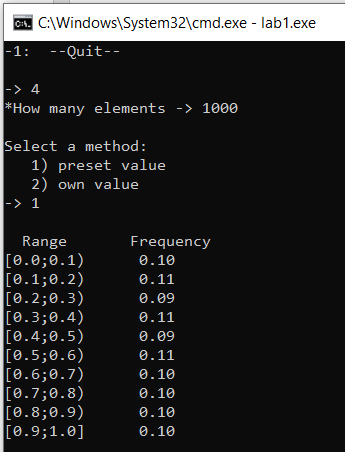 C:\Windows\System32\cmd.exe - lab1.exe
-1:  --Quit--
-> 4
*How many elements -> 1000
Select a method:
   1) preset value
   2) own value
-> 1
  Range       Frequency
[0.0;0.1)      0.10
[0.1;0.2)      0.11
[0.2;0.3)      0.09
[0.3;0.4)      0.11
[0.4;0.5)      0.09
[0.5;0.6)      0.11
[0.6;0.7)      0.10
[0.7;0.8)      0.10
[0.8;0.9)      0.10
[0.9;1.0]      0.10